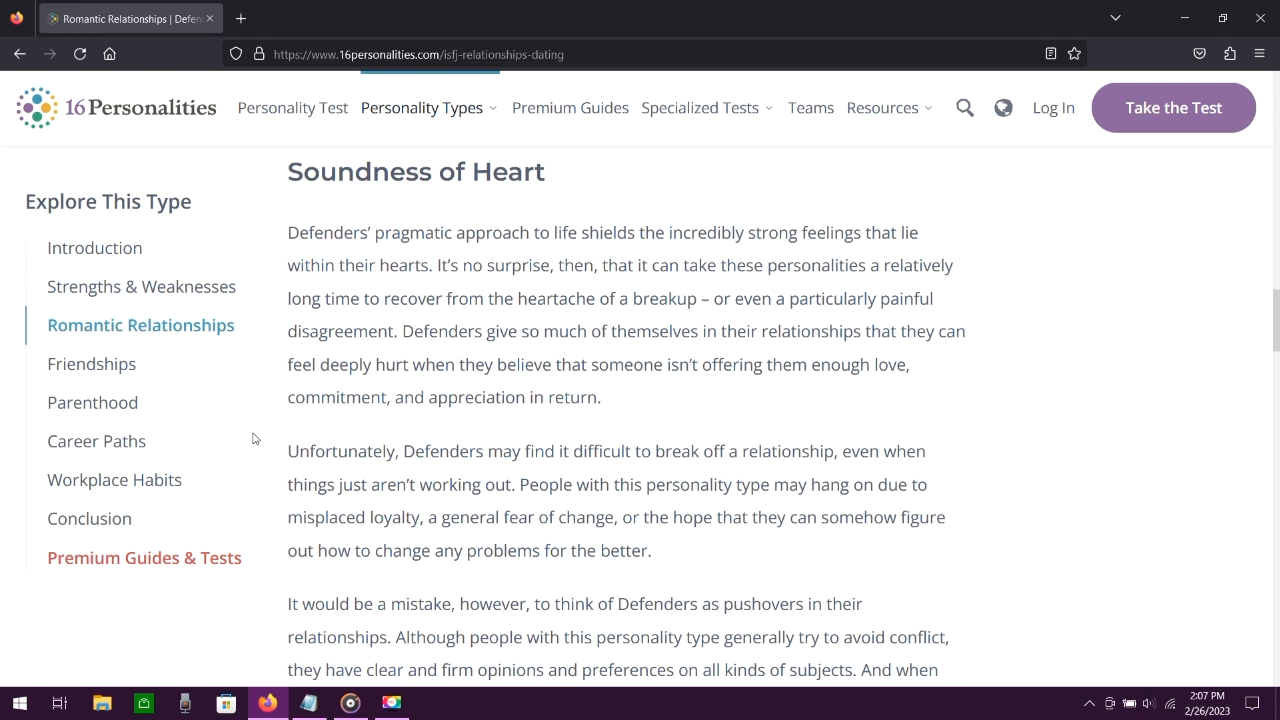 Romantic Relationships | Defen
https://www.16personalities.com/isfj-relationships-dating
16Personalities
Personality Test
Personality Types
Premium Guides
Specialized Tests
Teams
Resources
Log In
Take the Test
Explore This Type
Introduction
Strengths & Weaknesses
Romantic Relationships
Friendships
Parenthood
Career Paths
Workplace Habits
Conclusion
Premium Guides & Tests
Soundness of Heart
Defenders’ pragmatic approach to life shields the incredibly strong feelings that lie
within their hearts. It’s no surprise, then, that it can take these personalities a relatively
long time to recover from the heartache of a breakup – or even a particularly painful
disagreement. Defenders give so much of themselves in their relationships that they can
feel deeply hurt when they believe that someone isn’t offering them enough love,
commitment, and appreciation in return.
Unfortunately, Defenders may find it difficult to break off a relationship, even when
things just aren’t working out. People with this personality type may hang on due to
misplaced loyalty, a general fear of change, or the hope that they can somehow figure
out how to change any problems for the better.
It would be a mistake, however, to think of Defenders as pushovers in their
relationships. Although people with this personality type generally try to avoid conflict,
they have clear and firm opinions and preferences on all kinds of subjects. And when
2:07 PM
2/26/2023